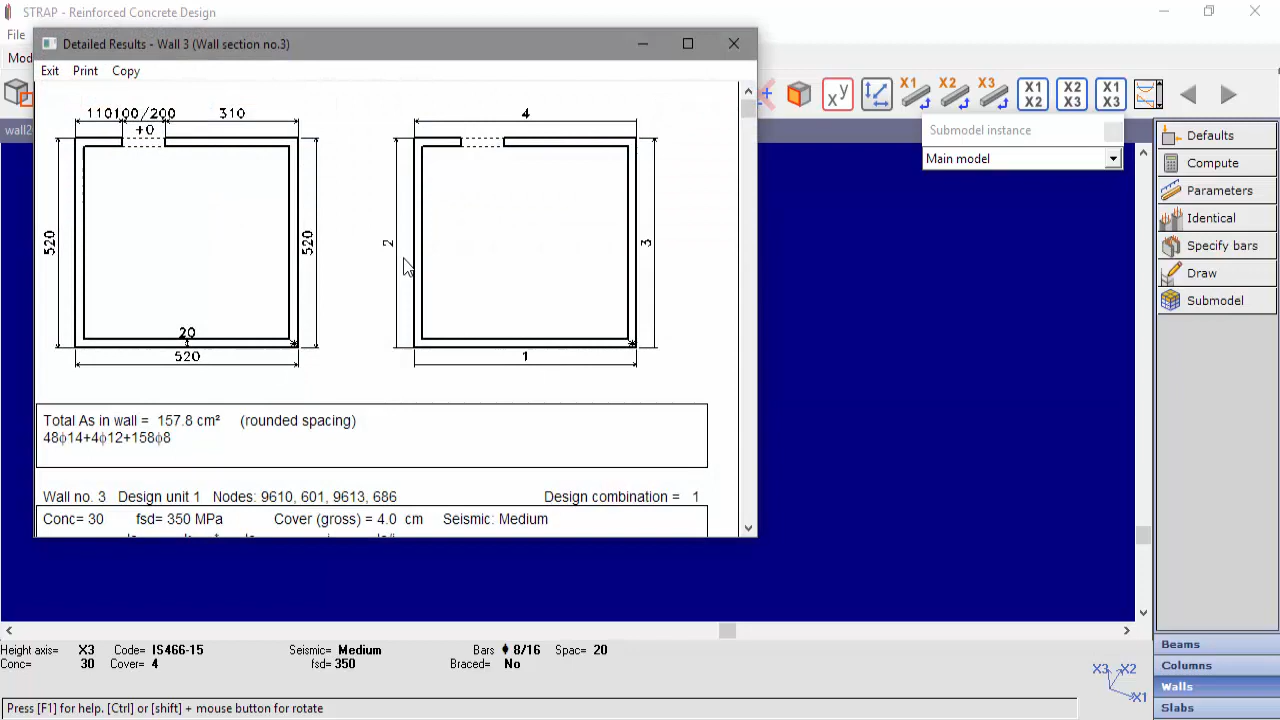 STRAP - Reinforced Concrete Design
File
Mod
Detailed Results - Wall 3 (Wall section no.3)
Exit Print Copy
110100/200 310
+0
520
520
20
520
4
2
3
1
Total As in wall = 157.8 cm² (rounded spacing)
48ϕ14+4ϕ12+158ϕ8
Wall no. 3 Design unit 1 Nodes: 9610, 601, 9613, 686 Design combination = 1
Conc= 30 fsd= 350 MPa Cover (gross) = 4.0 cm Seismic: Medium
wall2
xy
X1 X2 X3
X1 X2
X2 X3
X1 X3
Submodel instance
Main model
Defaults
Compute
Parameters
Identical
Specify bars
Draw
Submodel
Beams
Columns
Walls
Slabs
Height axis= X3 Code= IS466-15 Seismic= Medium Bars ϕ 8/16 Spac= 20
Conc= 30 Cover= 4 fsd= 350 Braced= No
X3 X2
X1
Press [F1] for help. [Ctrl] or [shift] + mouse button for rotate